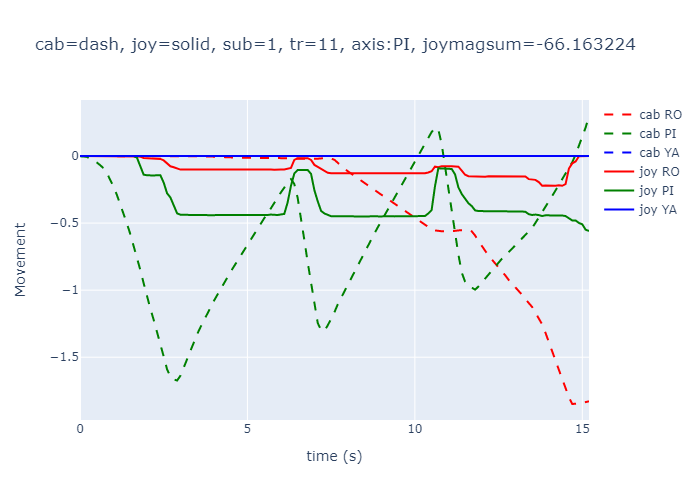 cab=dash, joy=solid, sub=1, tr=11, axis:PI, joymagsum=-66.163224
cab RO
cab PI
cab YA
joy RO
joy PI
joy YA
0
−0.5
−1
−1.5
Movement
0
5
10
15
time (s)